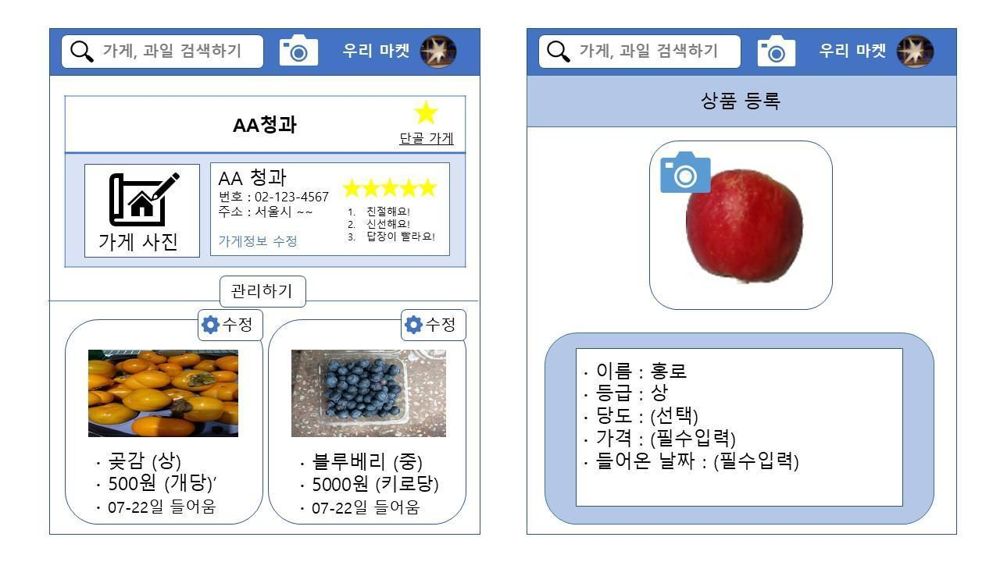 가게, 과일 검색하기
우리 마켓
AA청과
단골 가게
가게 사진
AA 청과
번호 : 02-123-4567
주소 : 서울시 ~~
가게정보 수정
1. 친절해요!
2. 신선해요!
3. 답장이 빨라요!
관리하기
수정
· 곶감 (상)
· 500원 (개당)’
· 07-22일 들어움
수정
· 블루베리 (중)
· 5000원 (키로당)
· 07-22일 들어움
가게, 과일 검색하기
우리 마켓
상품 등록
· 이름 : 홍로
· 등급 : 상
· 당도 : (선택)
· 가격 : (필수입력)
· 들어온 날짜 : (필수입력)